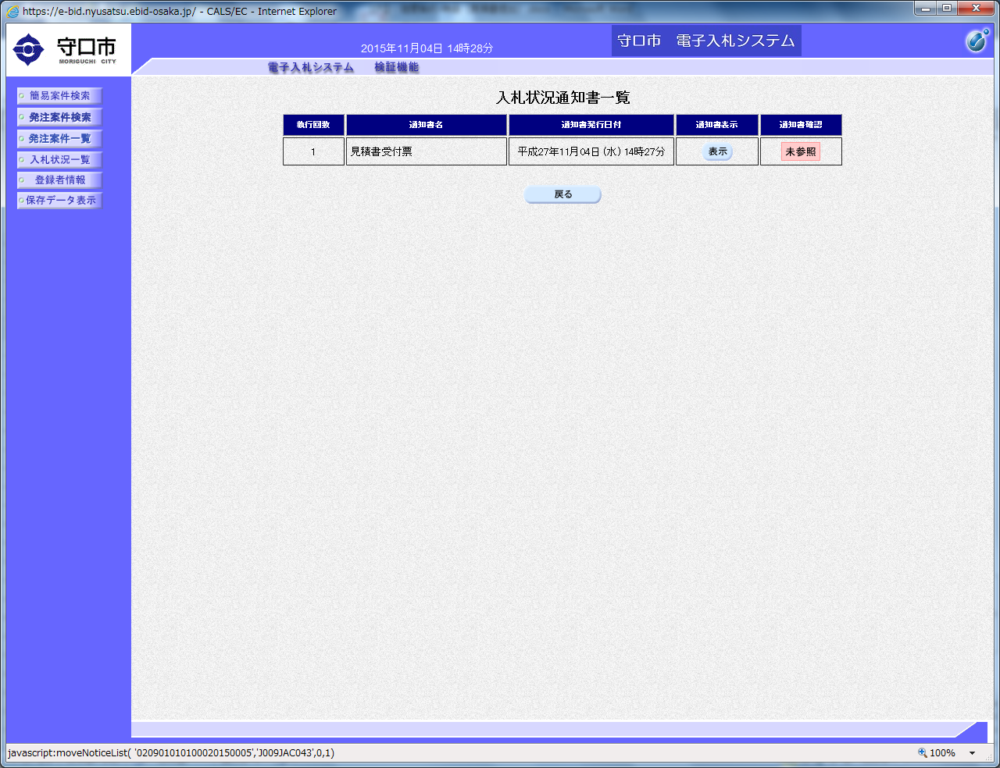 https://e-bid.nyusatsu.ebid-osaka.jp/ - CALS/EC - Internet Explorer
守口市
MORIGUCHI CITY
2015年11月04日 14時28分
守口市　電子入札システム
電子入札システム
検証機能
簡易案件検索
発注案件検索
発注案件一覧
入札状況一覧
登録者情報
保存データ表示
入札状況通知書一覧
執行回数 通知書名 通知書発行日付 通知書表示 通知書確認
1 見積書受付票 平成27年11月04日 (水) 14時27分 表示 未参照
戻る
javascript:moveNoticeList( '020901010100020150005','J009JAC043',0,1)
100%